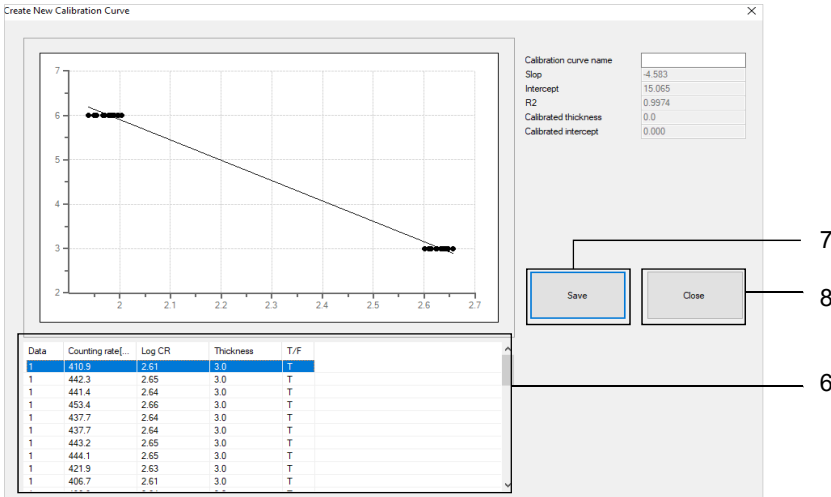 Create New Calibration Curve
7
6
5
4
3
2
2 2.1 2.2 2.3 2.4 2.5 2.6 2.7
Calibration curve name
Slop -4.583
Intercept 15.065
R2 0.9974
Calibrated thickness 0.0
Calibrated intercept 0.000
7
Save
Close
8
6
Data Counting rate[... Log CR Thickness T/F
1 410.9 2.61 3.0 T
1 442.3 2.65 3.0 T
1 441.4 2.64 3.0 T
1 453.4 2.66 3.0 T
1 437.7 2.64 3.0 T
1 437.7 2.64 3.0 T
1 443.2 2.65 3.0 T
1 444.1 2.65 3.0 T
1 421.9 2.63 3.0 T
1 406.7 2.61 3.0 T